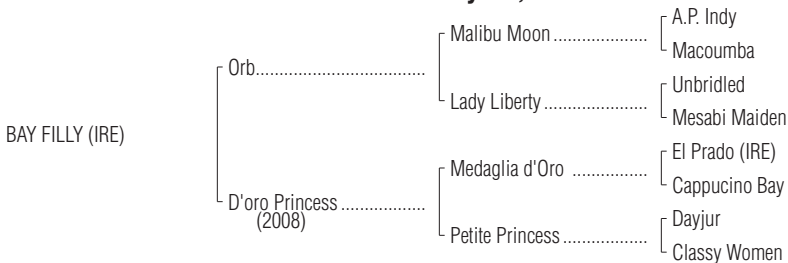 A.P. Indy
Malibu Moon
Macoumba
Orb
Unbridled
Lady Liberty
Mesabi Maiden
BAY FILLY (IRE)
El Prado (IRE)
Medaglia d'Oro
Cappucino Bay
D'oro Princess
(2008)
Dayjur
Petite Princess
Classy Women